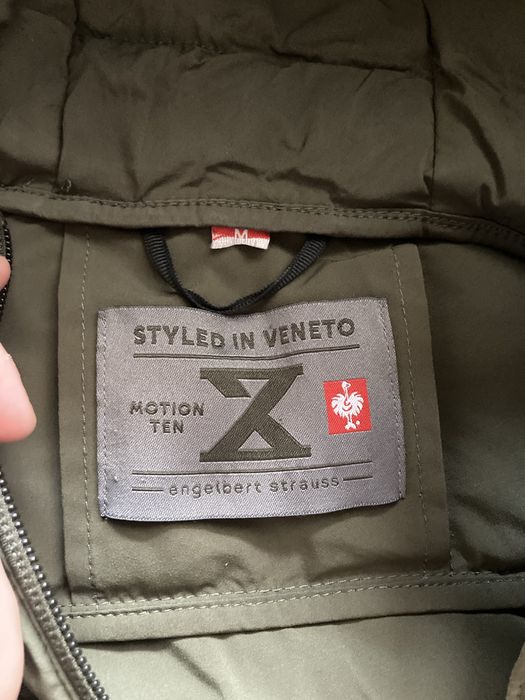 M
STYLED IN VENETO
MOTION
TEN
X
engelbert strauss